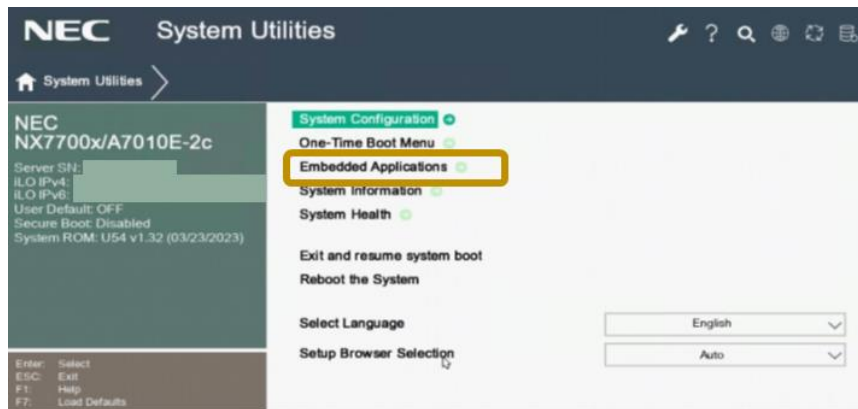 NEC System Utilities
System Utilities
NEC
NX7700x/A7010E-2c
Server SN:
iLO IPv4:
iLO IPv6:
User Default: OFF
Secure Boot: Disabled
System ROM: U54 v1.32 (03/23/2023)
Enter: Select
ESC: Exit
F1: Help
F7: Load Defaults
System Configuration
One-Time Boot Menu
Embedded Applications
System Information
System Health
Exit and resume system boot
Reboot the System
Select Language English
Setup Browser Selection Auto